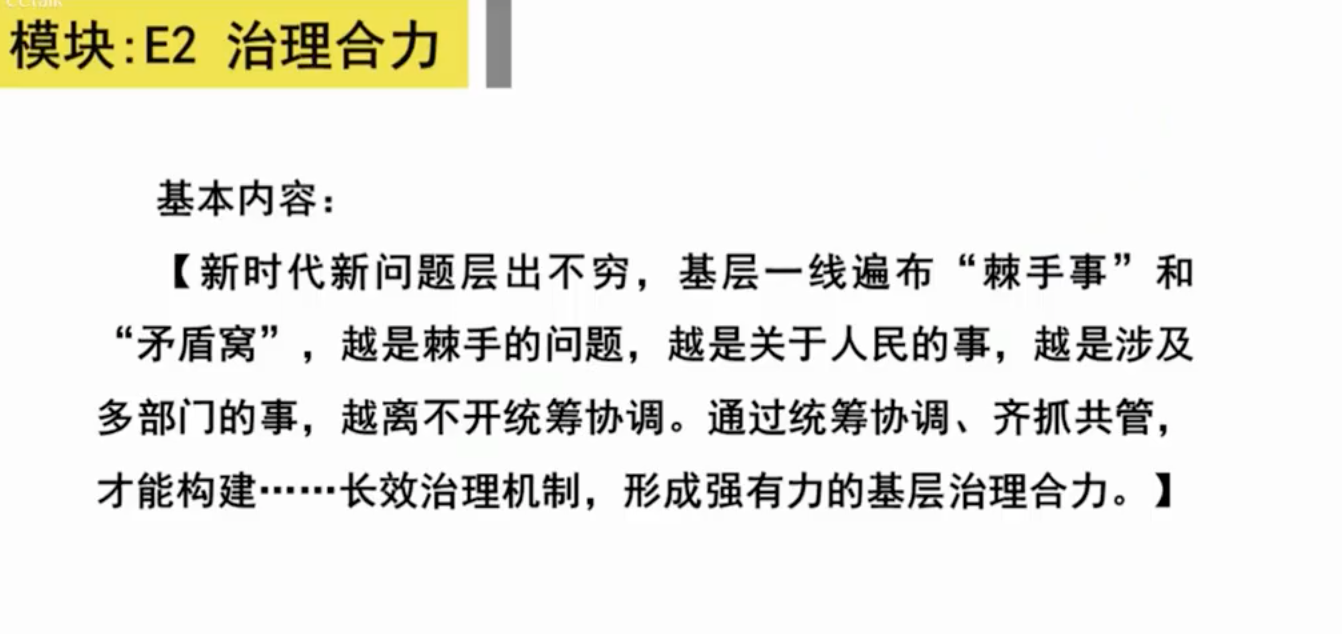 CCtalk
模块:E2 治理合力
基本内容：
【新时代新问题层出不穷，基层一线遍布“棘手事”和
“矛盾窝”，越是棘手的问题，越是关于人民的事，越是涉及
多部门的事，越离不开统筹协调。通过统筹协调、齐抓共管，
才能构建……长效治理机制，形成强有力的基层治理合力。】